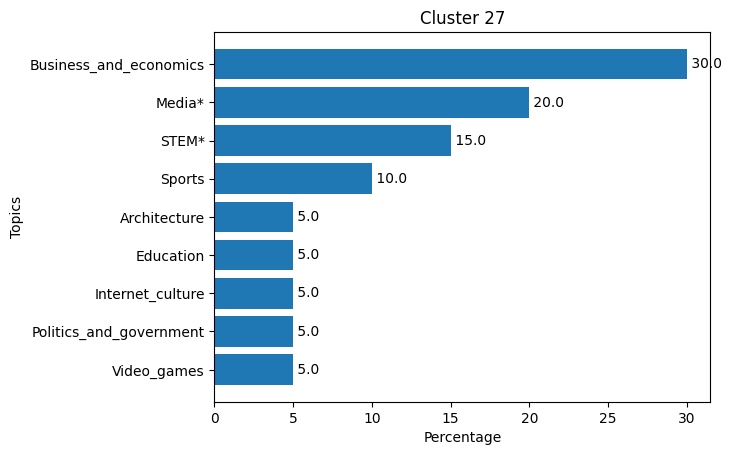 Cluster 27
Topics
Business_and_economics 30.0
Media* 20.0
STEM* 15.0
Sports 10.0
Architecture 5.0
Education 5.0
Internet_culture 5.0
Politics_and_government 5.0
Video_games 5.0
0 5 10 15 20 25 30
Percentage